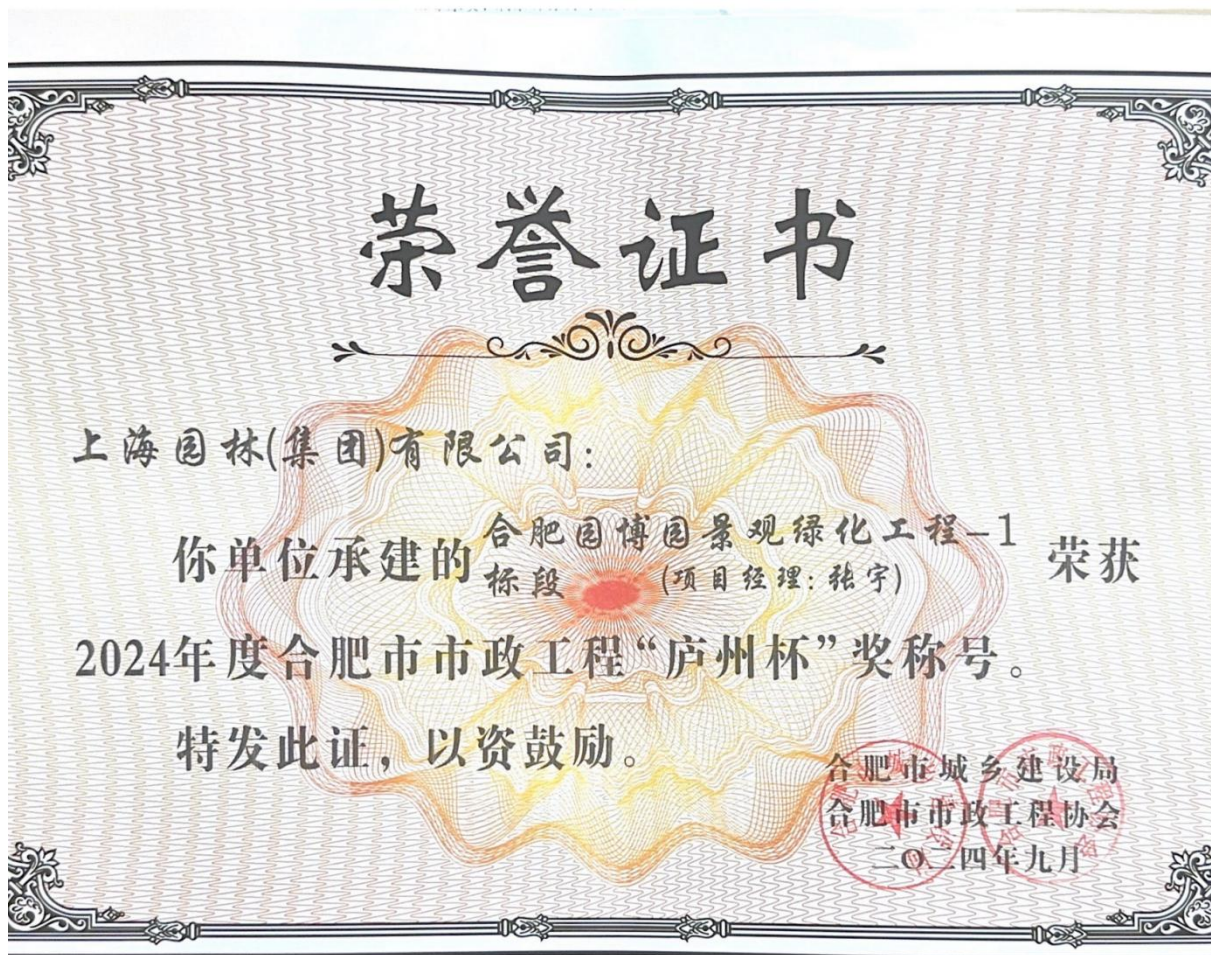 荣誉证书
上海园林(集团)有限公司:
你单位承建的合肥园博园景观绿化工程-1
标段 (项目经理:张宇) 荣获
2024年度合肥市市政工程“庐州杯”奖称号。
特发此证，以资鼓励。
合肥市城乡建设局
合肥市市政工程协会
二〇二四年九月